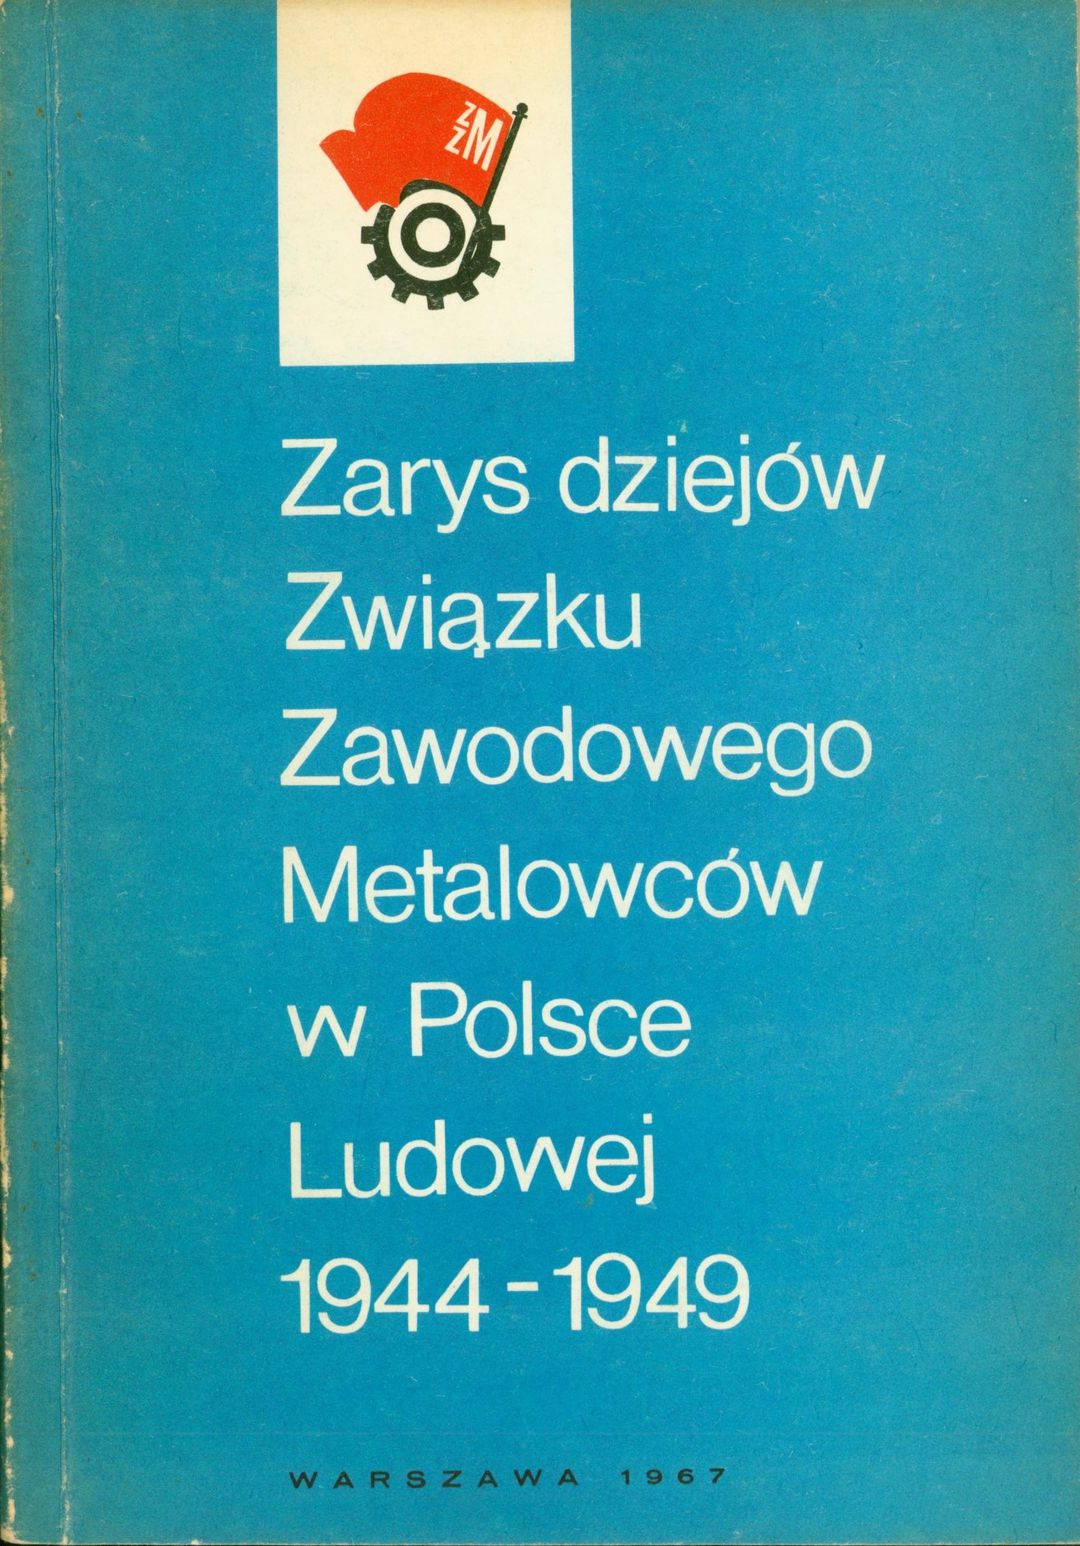 ZZM
Zarys dziejów
Związku
Zawodowego
Metalowców
w Polsce
Ludowej
1944-1949
WARSZAWA 1967